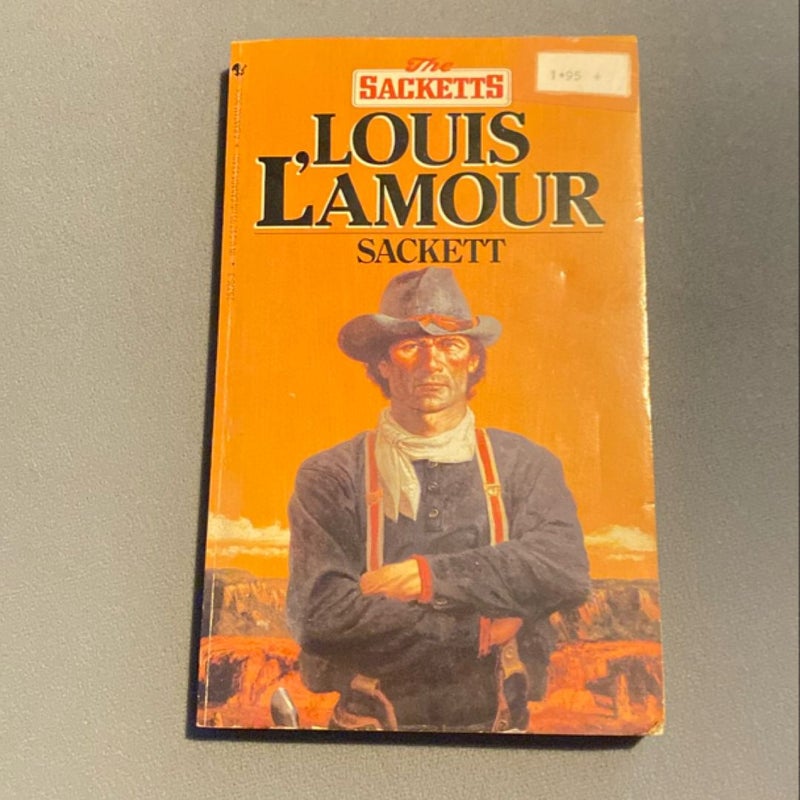 The
SACKETTS
1•95 +
LOUIS
L'AMOUR
SACKETT